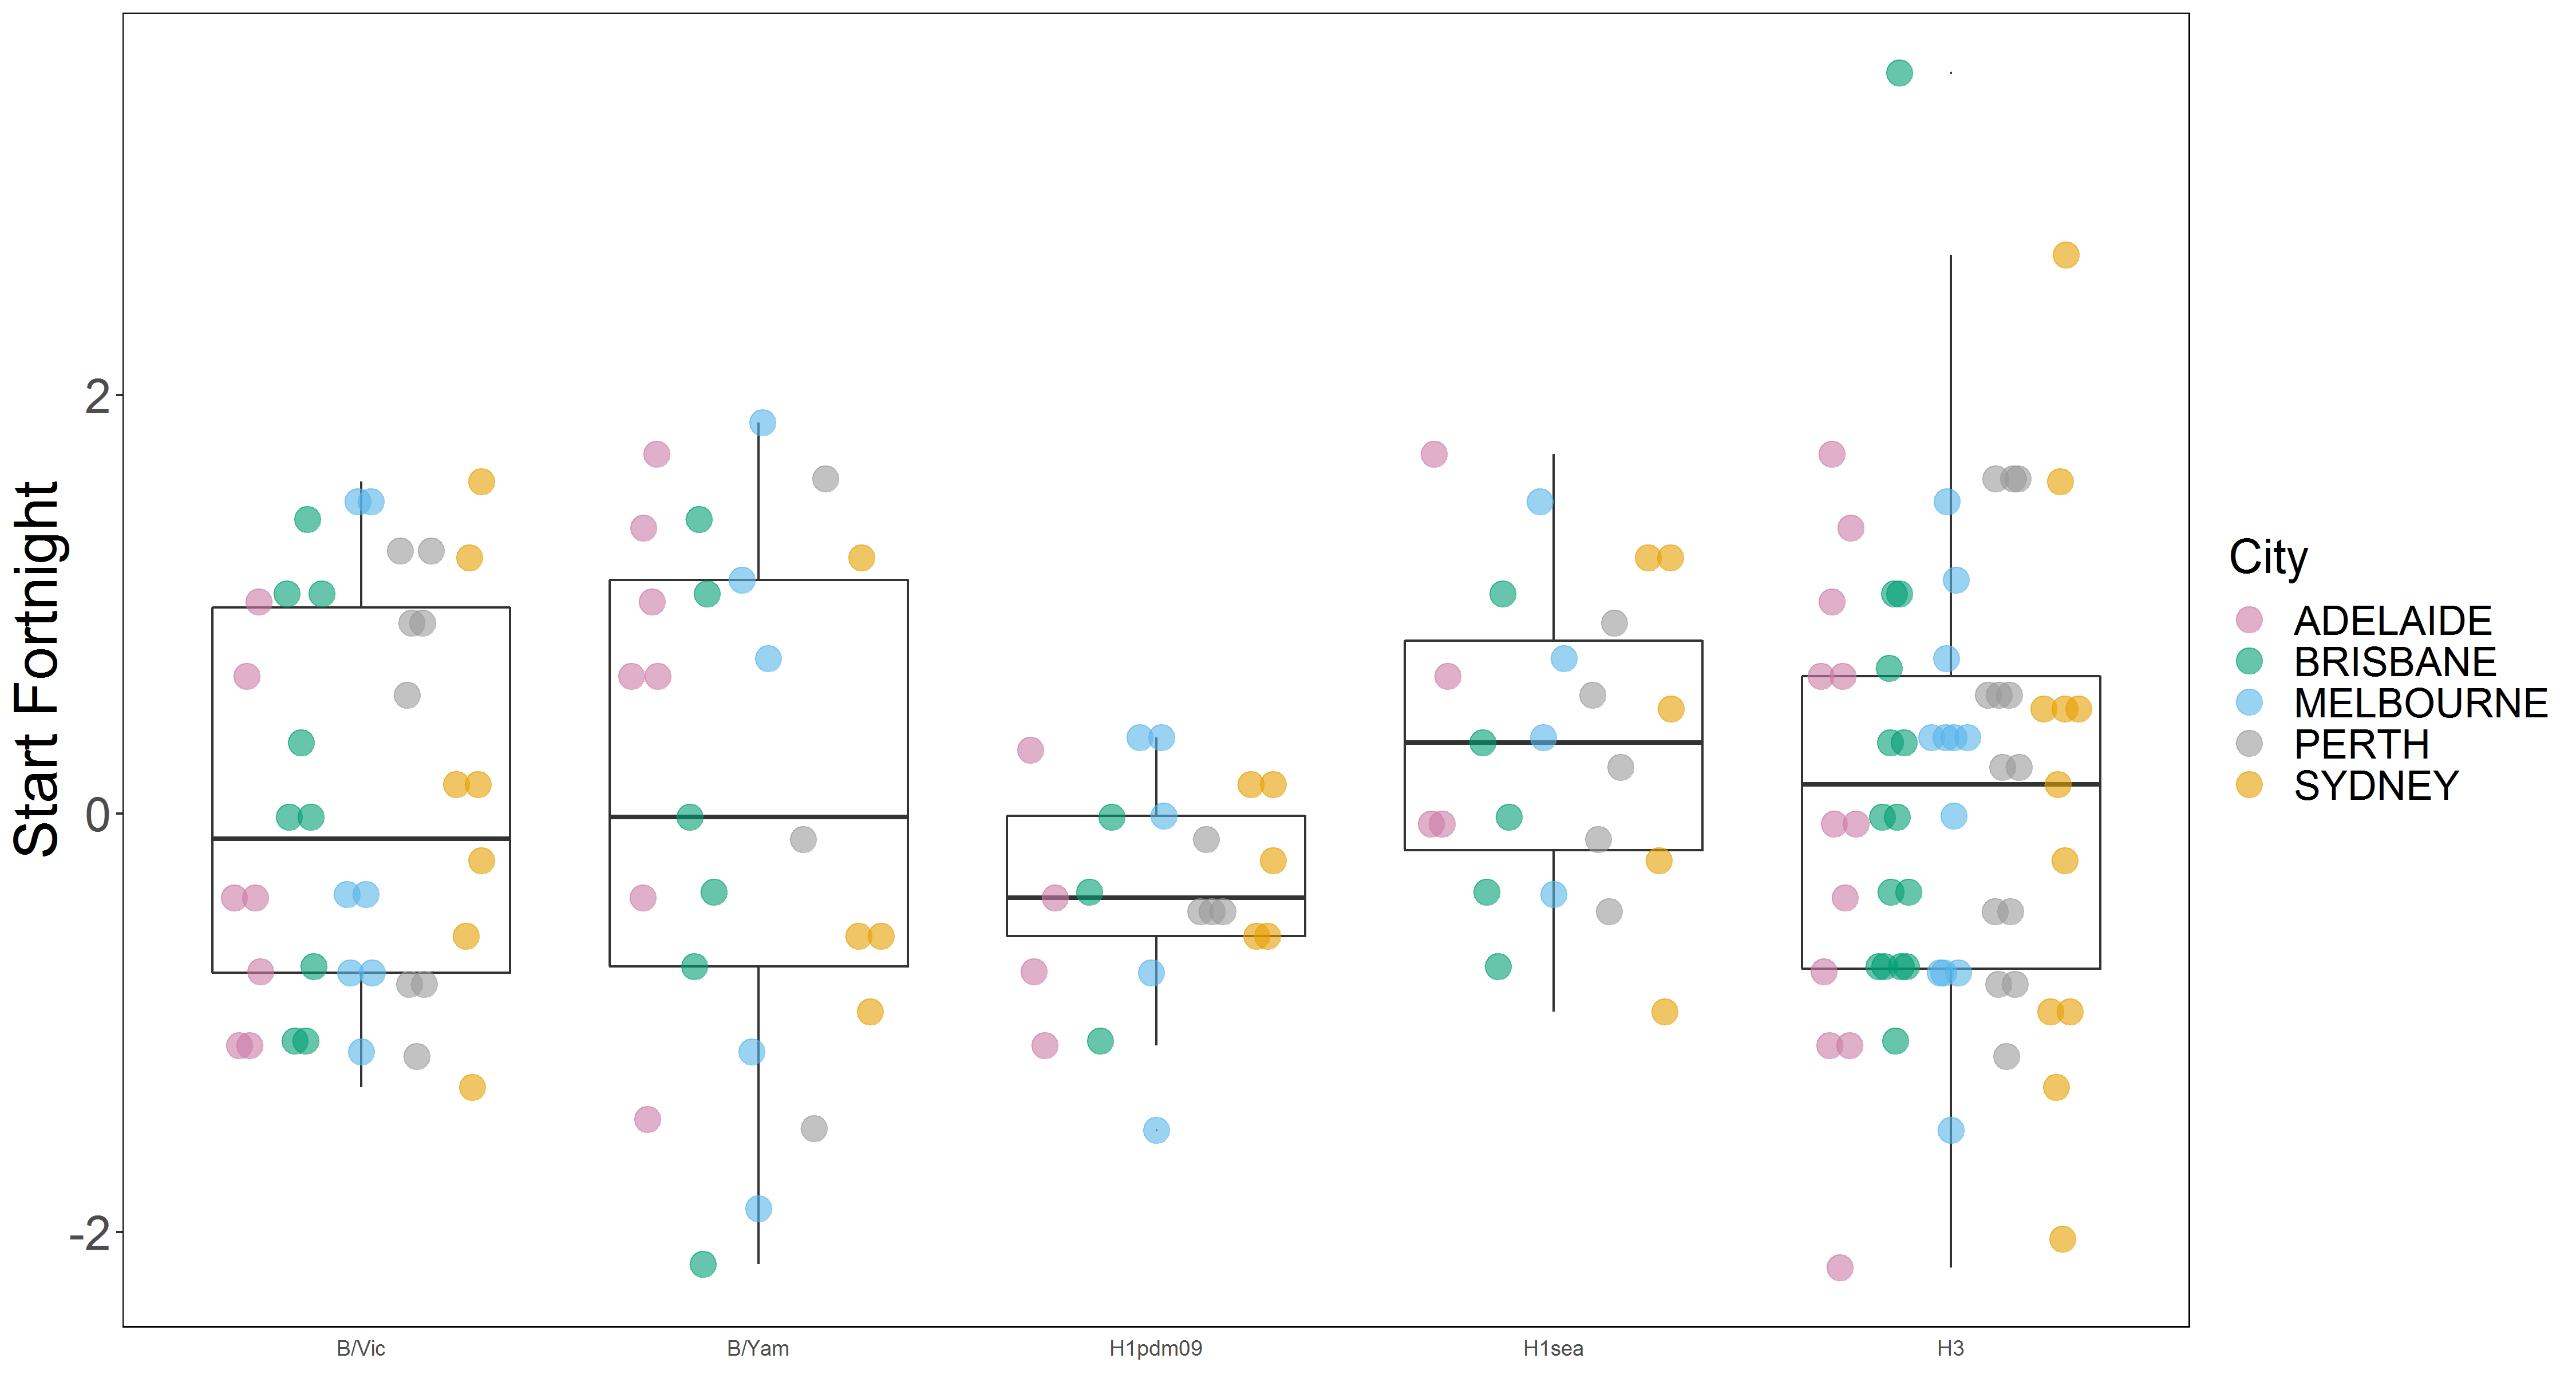 Start Fortnight
2
0
-2
B/Vic
B/Yam
H1pdm09
H1sea
H3
City
ADELAIDE
BRISBANE
MELBOURNE
PERTH
SYDNEY